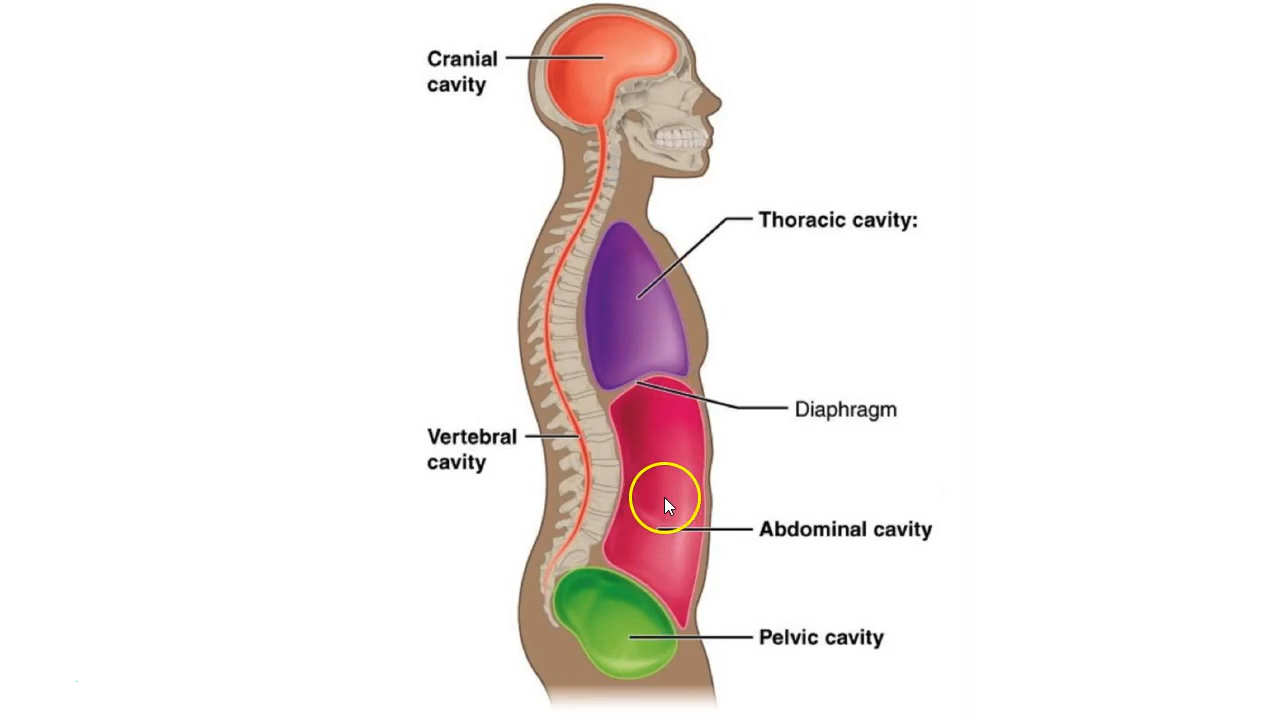 Cranial
cavity
Thoracic cavity:
Diaphragm
Vertebral
cavity
Abdominal cavity
Pelvic cavity